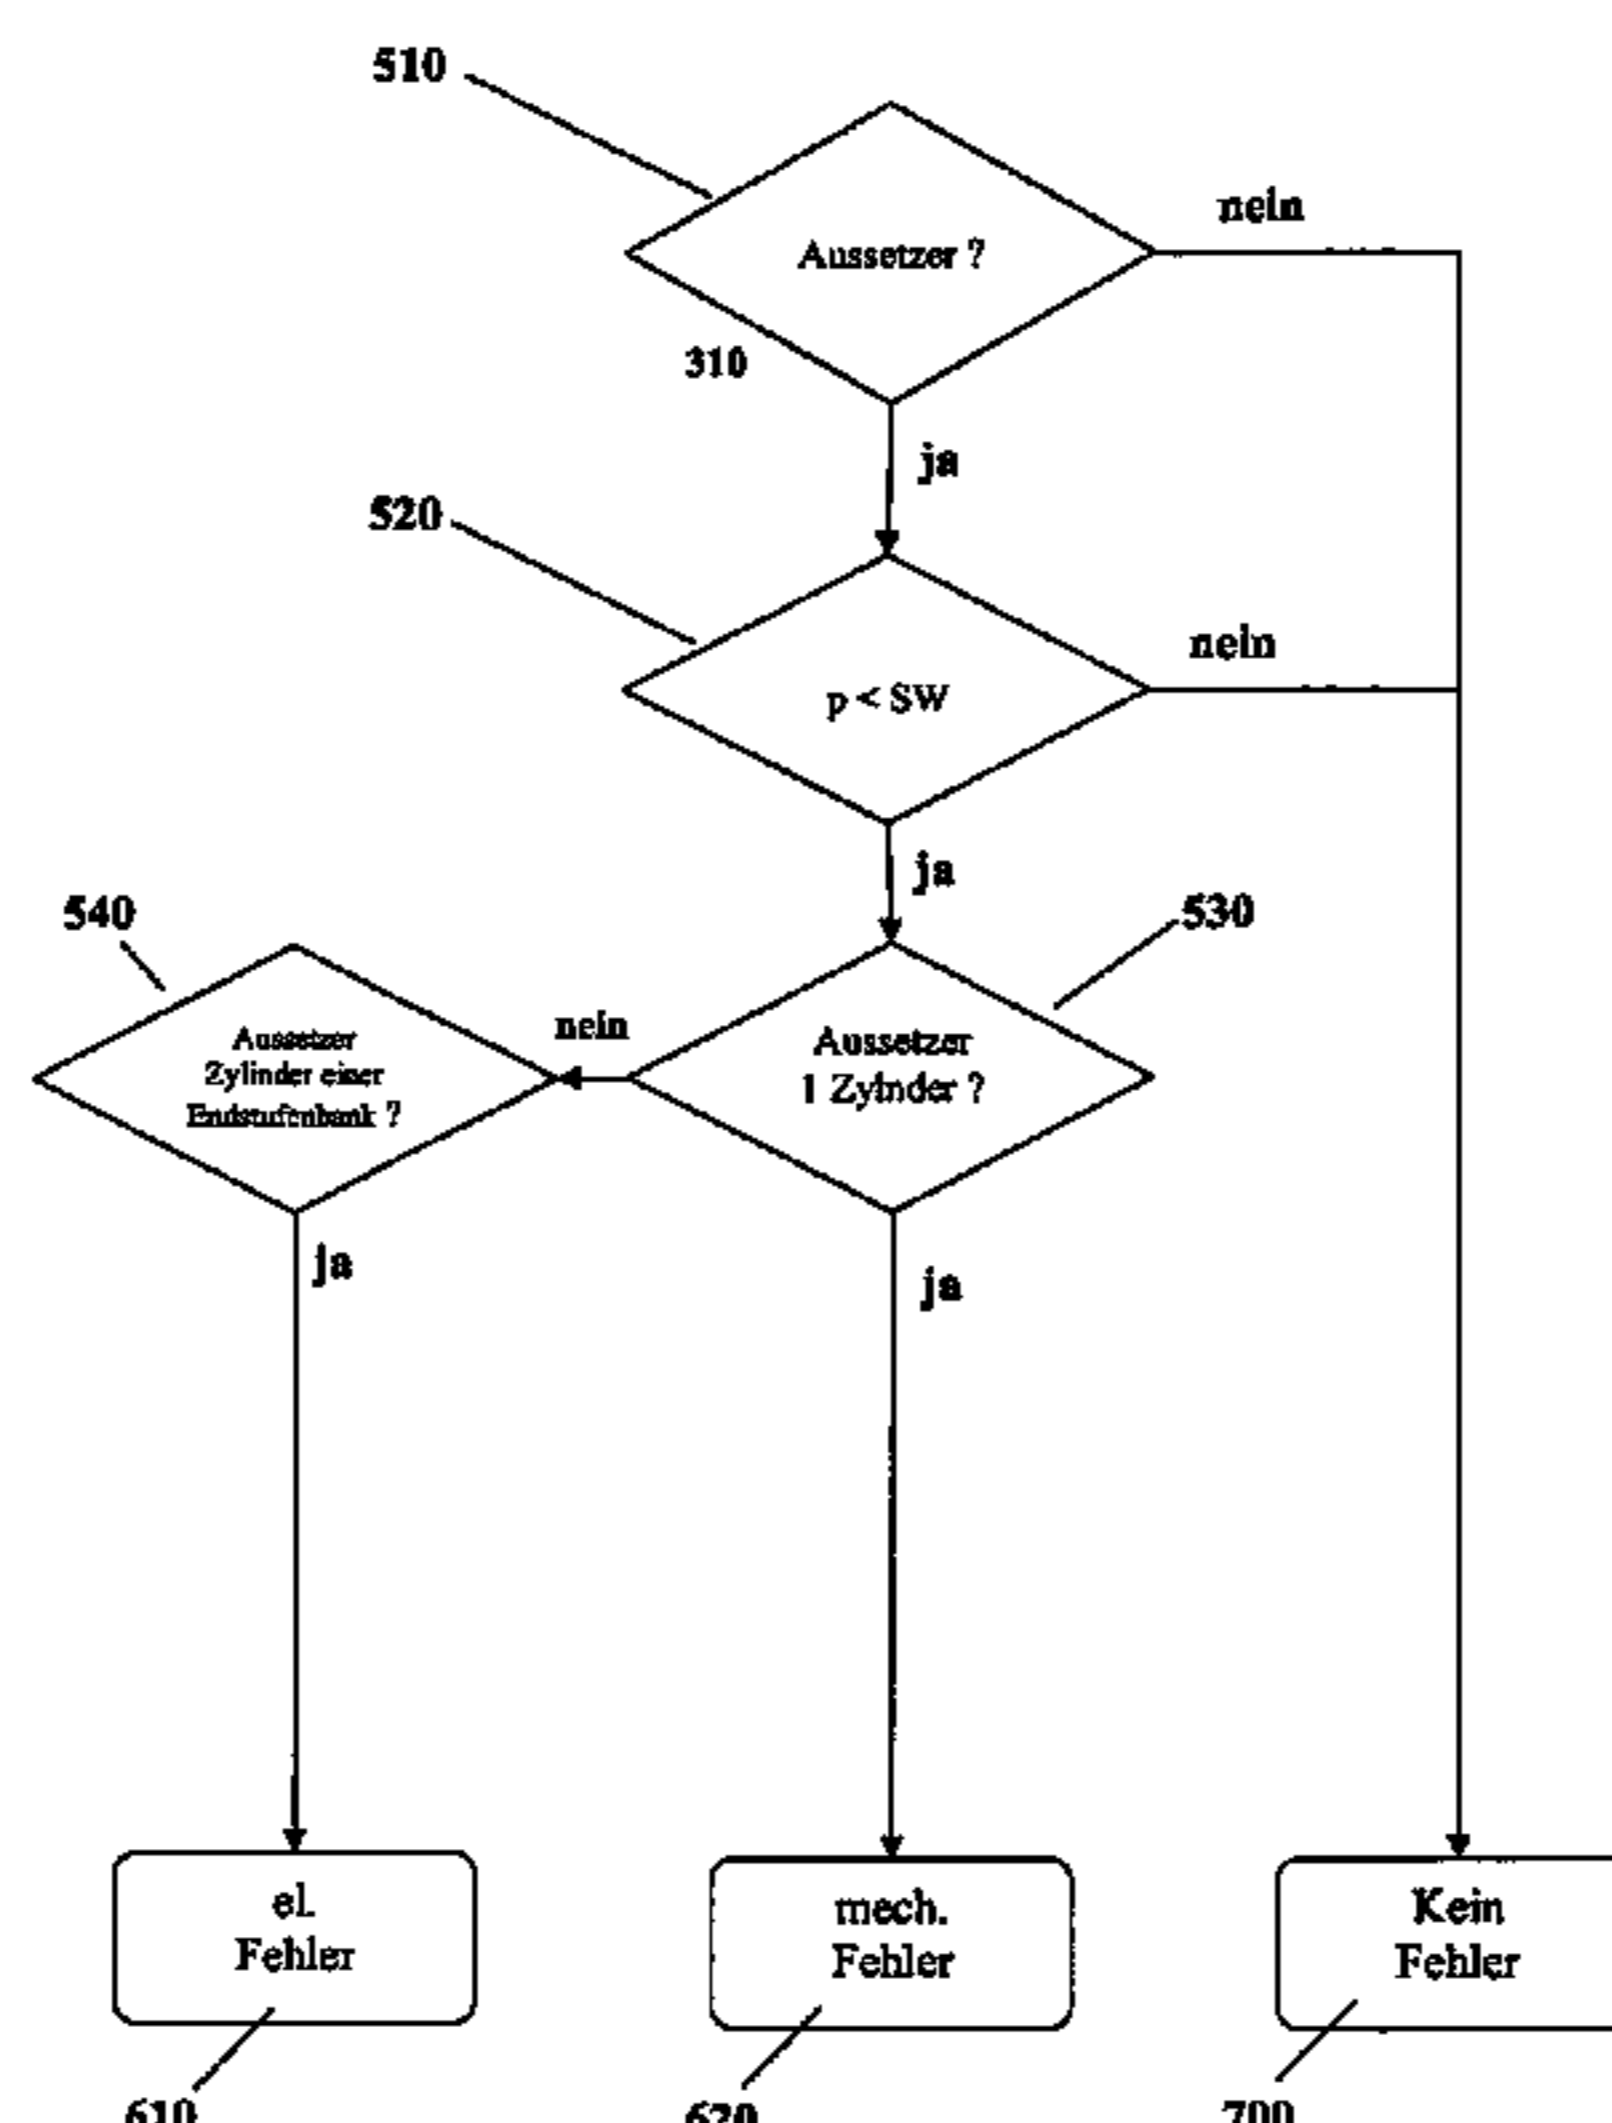 510
nein
Aussetzer ?
310
ja
520
nein
p < SW
ja
540
530
nein
Aussetzer
Zylinder einer
Endstufenbank ?
Aussetzer
1 Zylnder ?
ja
ja
el.
Fehler
mech.
Fehler
Kein
Fehler
610
620
700